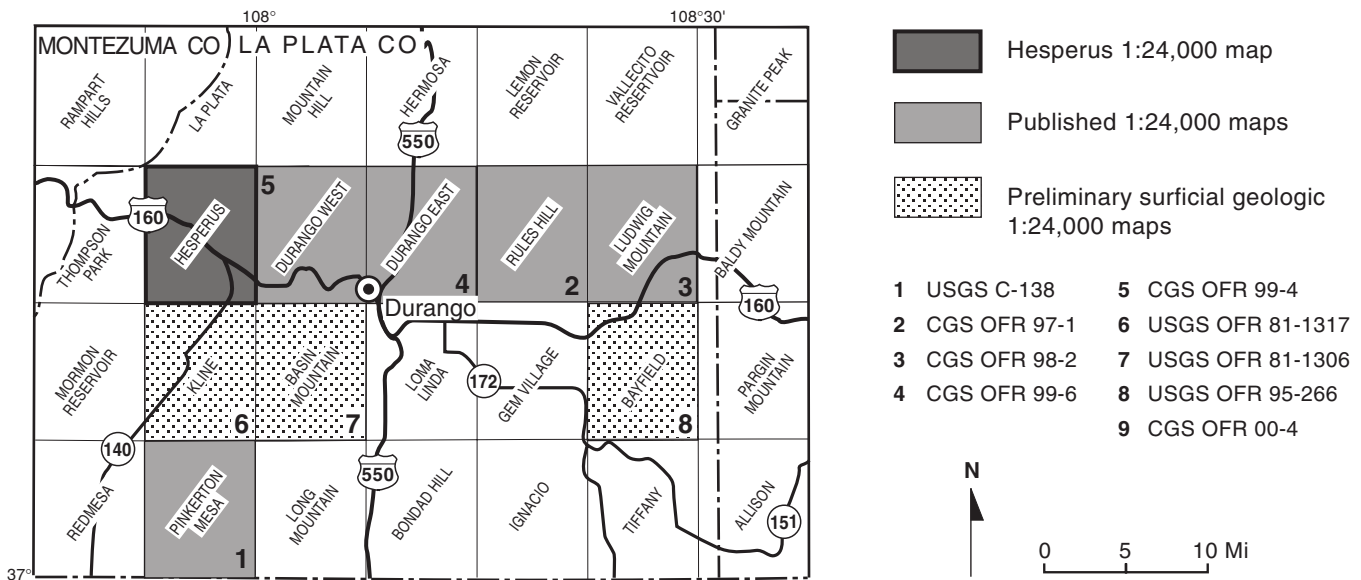 108°
108°30'
MONTEZUMA CO
LA PLATA CO
RAMPART
HILLS
LA PLATA
MOUNTAIN
HILL
HERMOSA
LEMON
RESERVOIR
VALLECITO
RESERTVOIR
GRANITE PEAK
550
160
THOMPSON
PARK
HESPERUS
5
DURANGO WEST
DURANGO EAST
4
RULES HILL
2
LUDWIG
MOUNTAIN
3
BALDY MOUNTAIN
160
Durango
MORMON
RESERVOIR
KLINE
6
BASIN
MOUNTAIN
7
LOMA
LINDA
172
GEM VILLAGE
BAYFIELD
8
PARGIN
MOUNTAIN
140
REDMESA
PINKERTON
MESA
1
LONG
MOUNTAIN
550
BONDAD HILL
IGNACIO
TIFFANY
ALLISON
151
37°
Hesperus 1:24,000 map
Published 1:24,000 maps
Preliminary surficial geologic
1:24,000 maps
1 USGS C-138
2 CGS OFR 97-1
3 CGS OFR 98-2
4 CGS OFR 99-6
5 CGS OFR 99-4
6 USGS OFR 81-1317
7 USGS OFR 81-1306
8 USGS OFR 95-266
9 CGS OFR 00-4
N
0 5 10 Mi